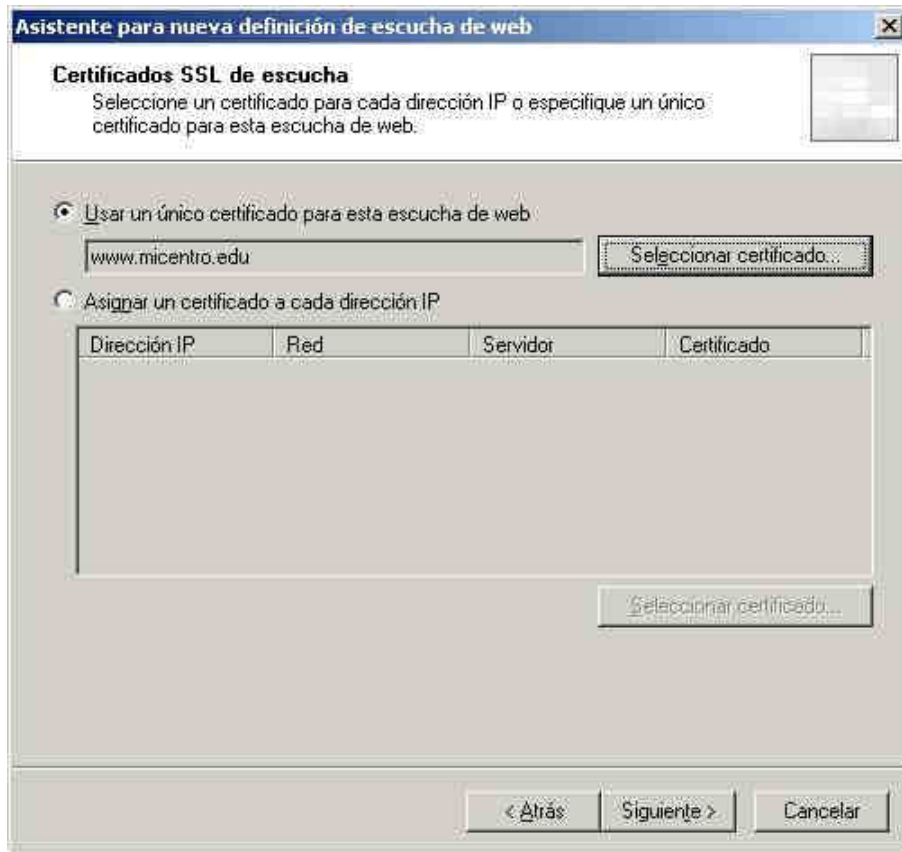 Asistente para nueva definición de escucha de web
Certificados SSL de escucha
Seleccione un certificado para cada dirección IP o especifique un único
certificado para esta escucha de web.
Usar un único certificado para esta escucha de web
www.micentro.edu
Seleccionar certificado...
Asignar un certificado a cada dirección IP
Dirección IP Red Servidor Certificado
Seleccionar certificado...
< Atrás Siguiente > Cancelar